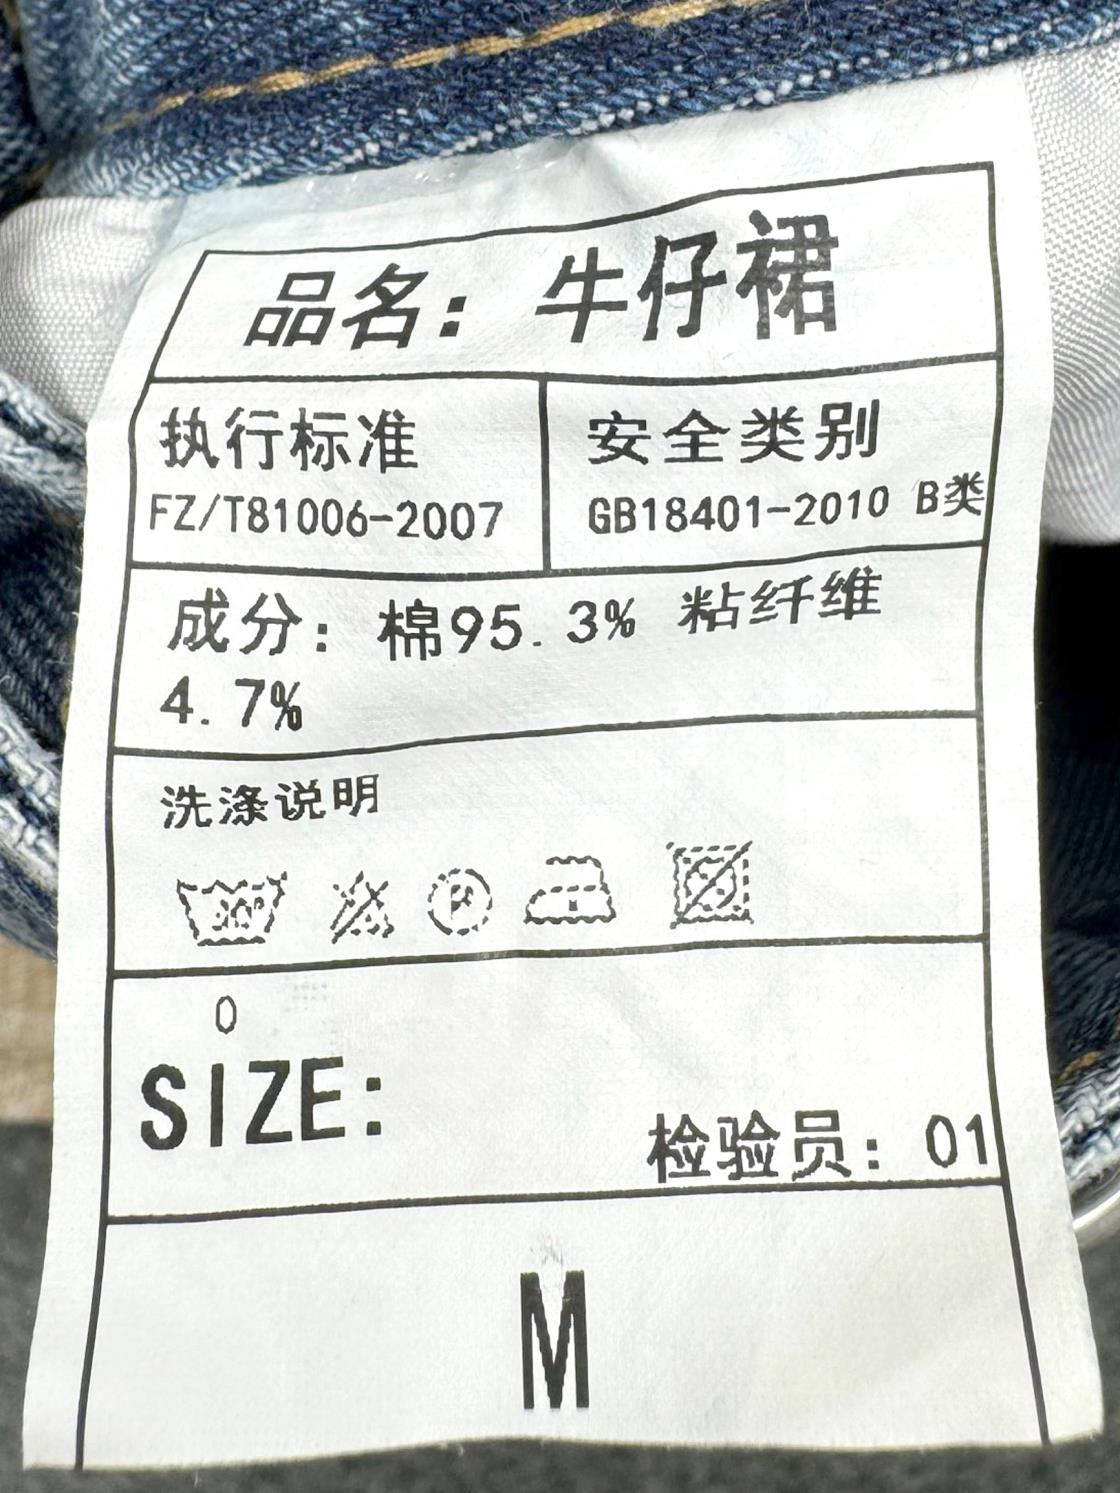 品名：牛仔裙
执行标准
FZ/T81006-2007
安全类别
GB18401-2010 B类
成分：棉95.3% 粘纤维
4.7%
洗涤说明
30°
P
0
SIZE:
检验员：01
M